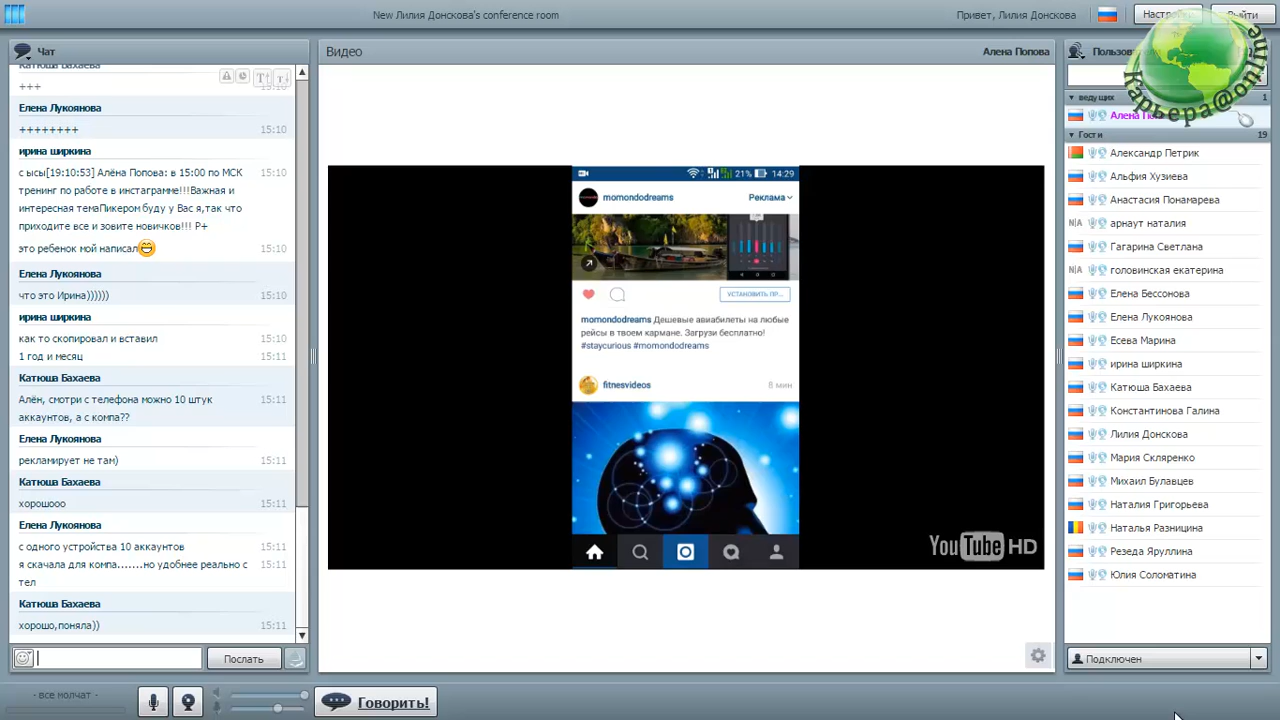 New Лилия Донскова's conference room
Привет, Лилия Донскова
Выйти
Чат
Катюша Бахаева
+++
15:10
Елена Лукоянова
++++++++
15:10
ирина ширкина
с ысы[19:10:53] Алёна Попова: в 15:00 по МСК
15:10
тренинг по работе в инстаграмме!!!Важная и
интересная темаПикером буду у Вас я,так что
приходите все и зовите новичков!!! Р+
это ребенок мой написал
15:10
Елена Лукоянова
что это Ирина))))))
15:10
ирина ширкина
как то скопировал и вставил
15:10
1 год и месяц
15:11
Катюша Бахаева
Алён, смотри с телефона можно 10 штук
15:11
аккаунтов, а с компа??
Елена Лукоянова
рекламирует не там)
15:11
Катюша Бахаева
хорошооо
15:11
Елена Лукоянова
с одного устройства 10 аккаунтов
15:11
я скачала для компа.......но удобнее реально с
15:11
тел
Катюша Бахаева
хорошо,поняла))
15:11
Послать
- все молчат -
Говорить!
Видео
Алена Попова
21%
14:29
momondodreams
Реклама
УСТАНОВИТЬ ПР...
momondodreams Дешевые авиабилеты на любые
рейсы в твоем кармане. Загрузи бесплатно!
#staycurious #momondodreams
fitnesvideos
8 мин
YouTube HD
карьера@online
ведущих
1
Гости
19
Александр Петрик
Альфия Хузиева
Анастасия Понамарева
N/A арнаут наталия
Гагарина Светлана
N/A головинская екатерина
Елена Бессонова
Елена Лукоянова
Есева Марина
ирина ширкина
Катюша Бахаева
Константинова Галина
Лилия Донскова
Мария Скляренко
Михаил Булавцев
Наталия Григорьева
Наталья Разницина
Резеда Яруллина
Юлия Соломатина
Подключен